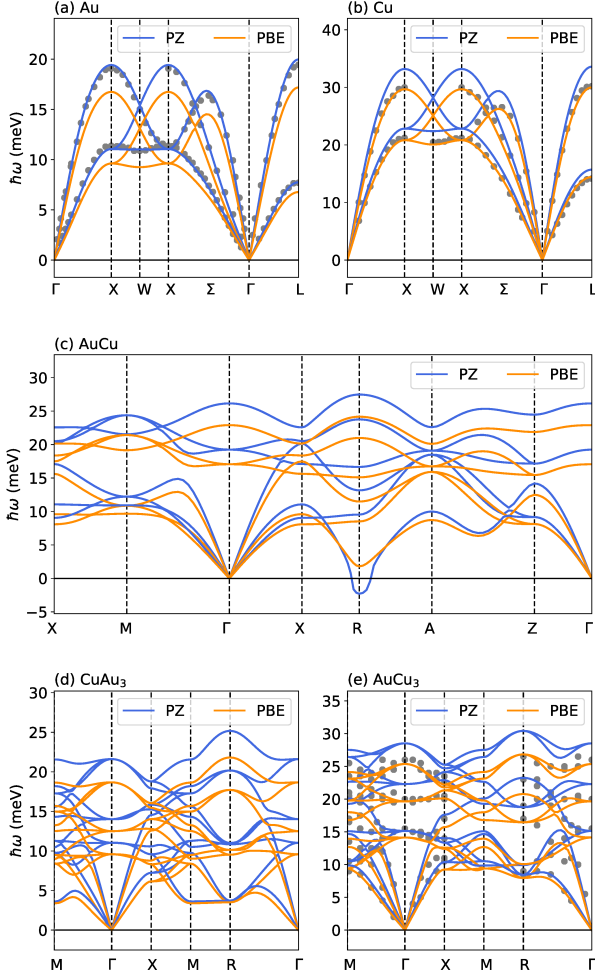 (a) Au
PZ PBE
20
15
10
5
0
ħω (meV)
Γ X W X Σ Γ L
(b) Cu
PZ PBE
40
30
20
10
0
Γ X W X Σ Γ L
(c) AuCu
PZ PBE
30
25
20
15
10
5
0
−5
ħω (meV)
X M Γ X R A Z Γ
(d) CuAu₃
PZ PBE
30
25
20
15
10
5
0
ħω (meV)
M Γ X M R Γ
(e) AuCu₃
PZ PBE
35
30
25
20
15
10
5
0
M Γ X M R Γ